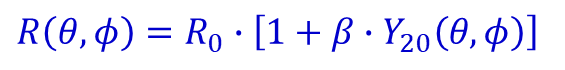 R(θ,ϕ) = R₀ · [1 + β · Y₂₀(θ,ϕ)]